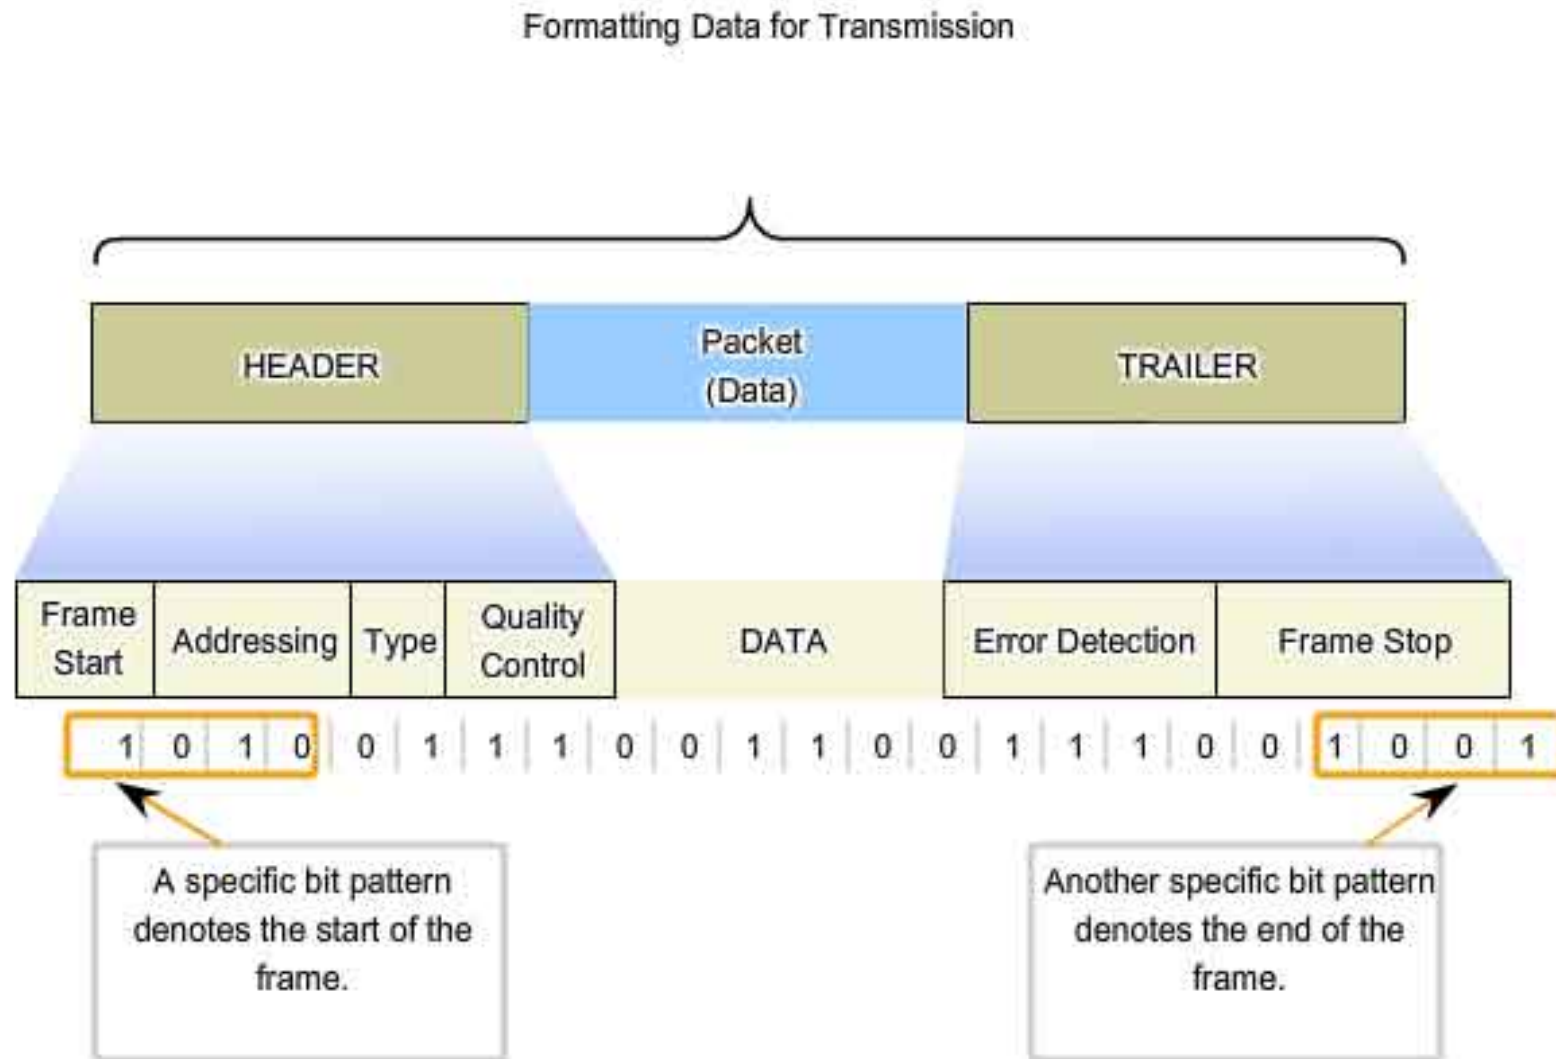 Formatting Data for Transmission
HEADER
Packet
(Data)
TRAILER
Frame
Start
Addressing
Type
Quality
Control
DATA
Error Detection
Frame Stop
1 0 1 0 0 1 1 1 0 0 1 1 0 0 1 1 1 0 0 1 0 0 1
A specific bit pattern
denotes the start of the
frame.
Another specific bit pattern
denotes the end of the
frame.